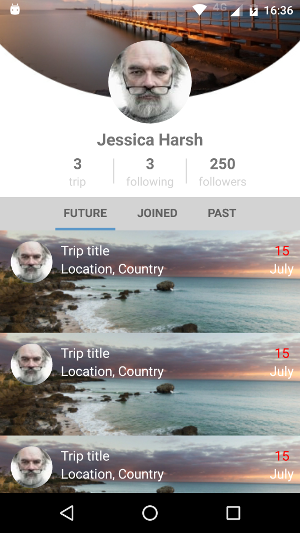 4G 16:36
Jessica Harsh
3 3 250
trip following followers
FUTURE JOINED PAST
Trip title 15
Location, Country July
Trip title 15
Location, Country July
Trip title 15
Location, Country July